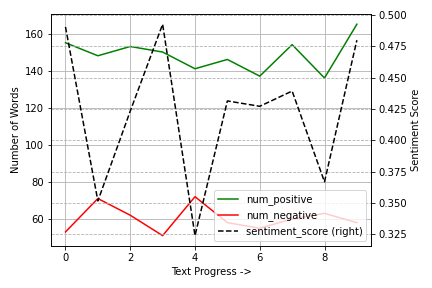 160
140
120
100
80
60
Number of Words
0.500
0.475
0.450
0.425
0.400
0.375
0.350
0.325
Sentiment Score
num_positive
num_negative
sentiment_score (right)
0 2 4 6 8
Text Progress ->